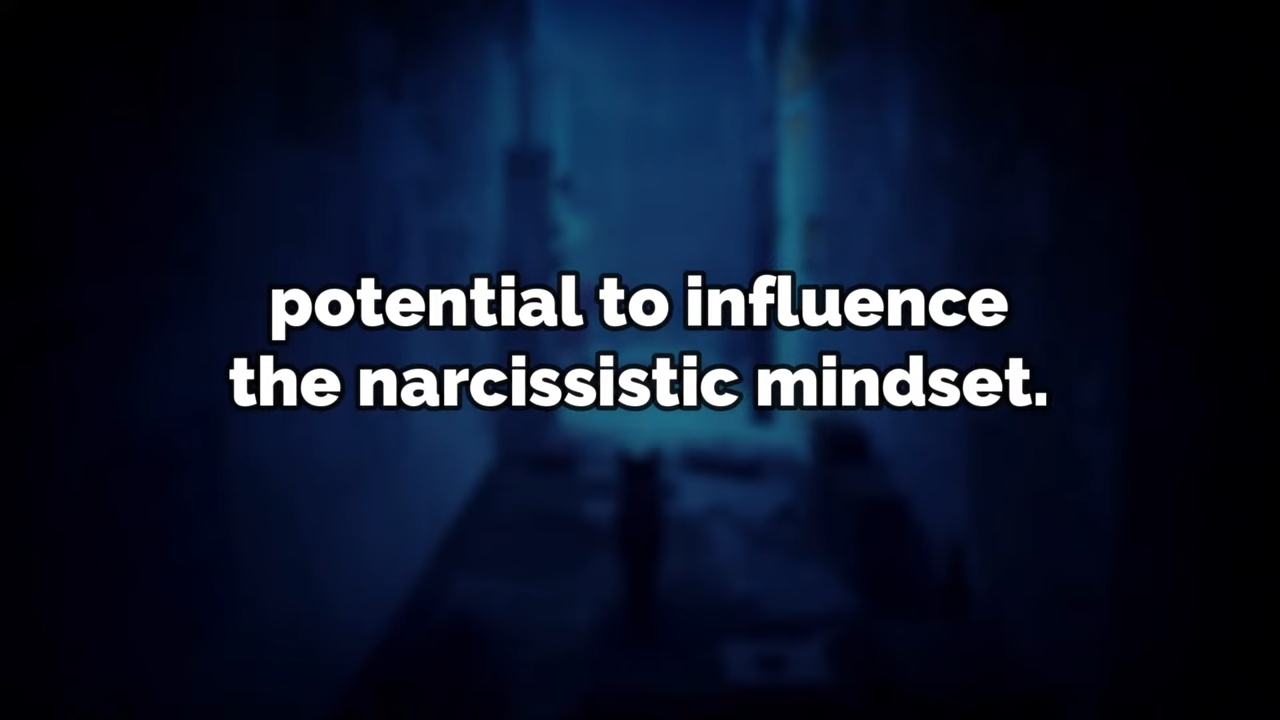 potential to influence
the narcissistic mindset.